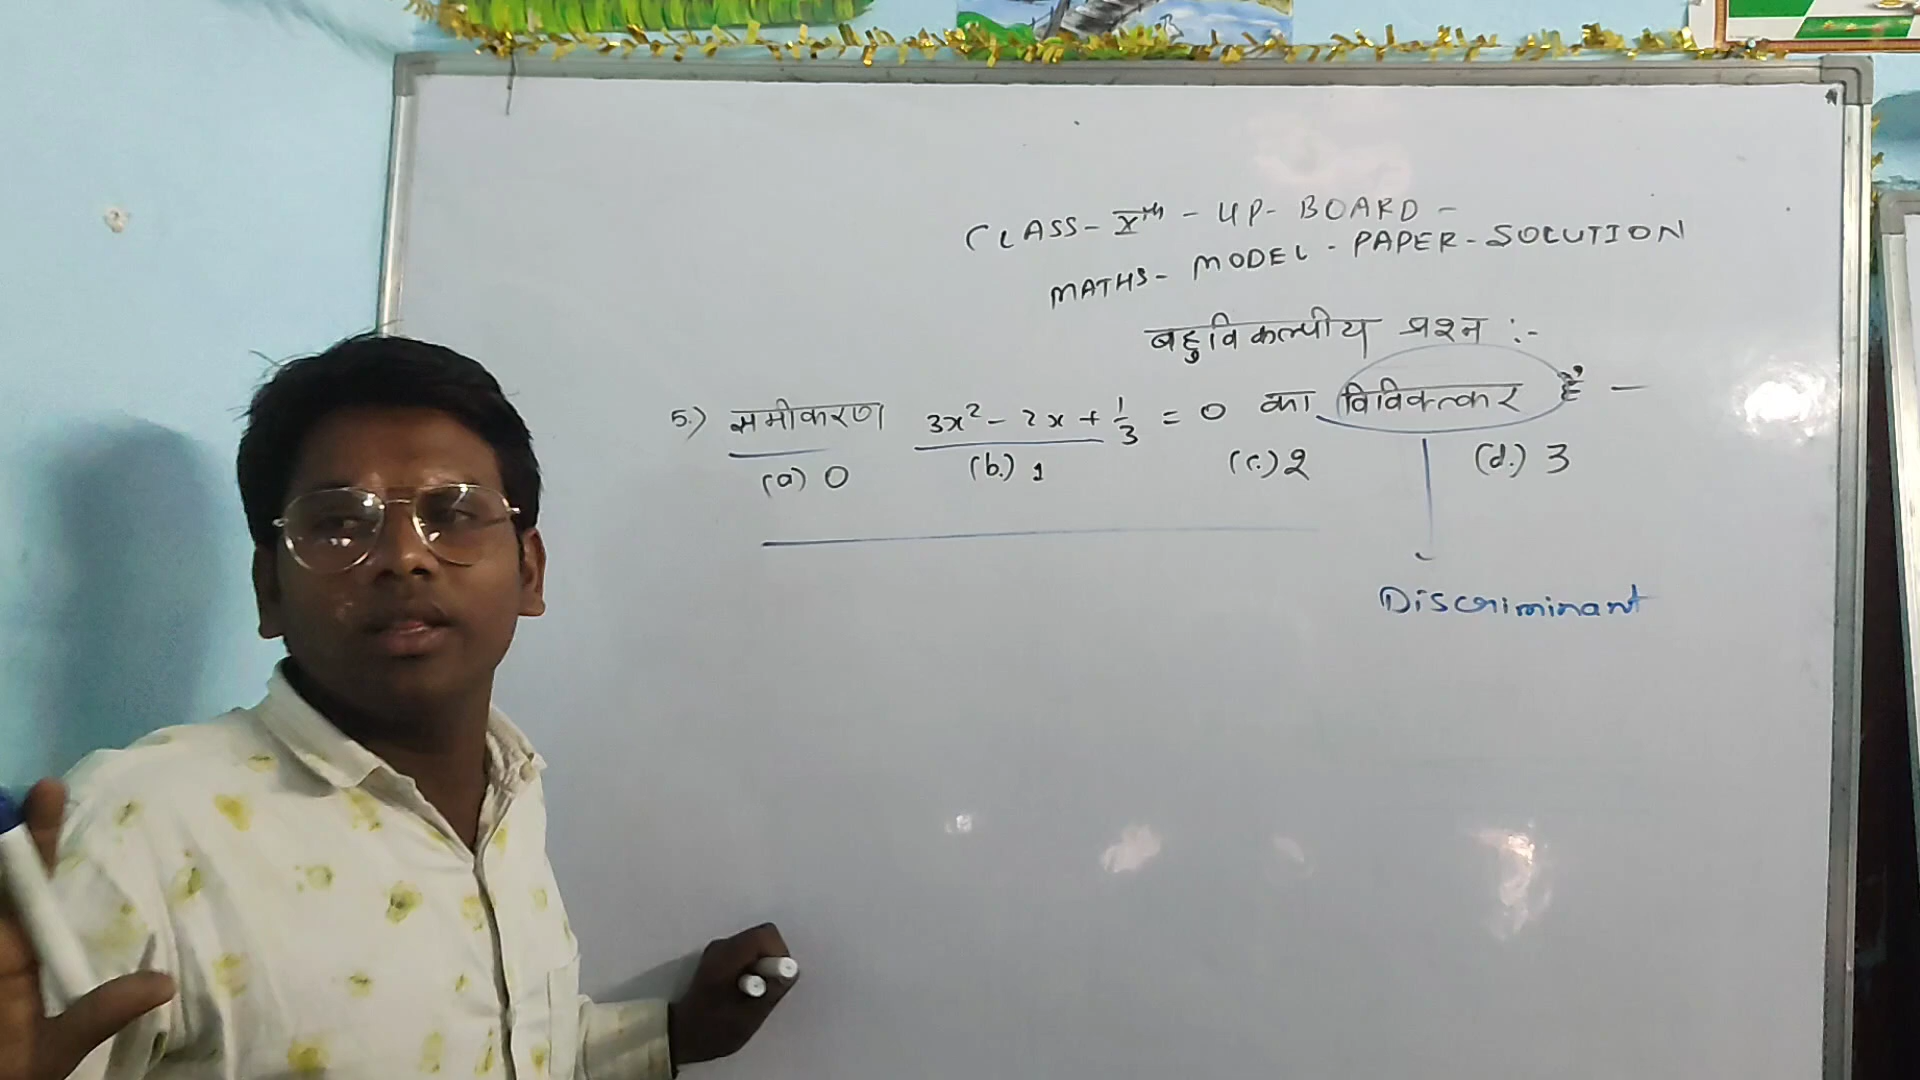 CLASS-Xth - UP- BOARD -
MATHS- MODEL - PAPER - SOLUTION
बहुविकल्पीय प्रश्न :-
5.) समीकरण 3x² - 2x + 1/3 = 0 का विविक्तकर है -
(a) 0 (b.) 1 (c.) 2 (d.) 3
Discriminant